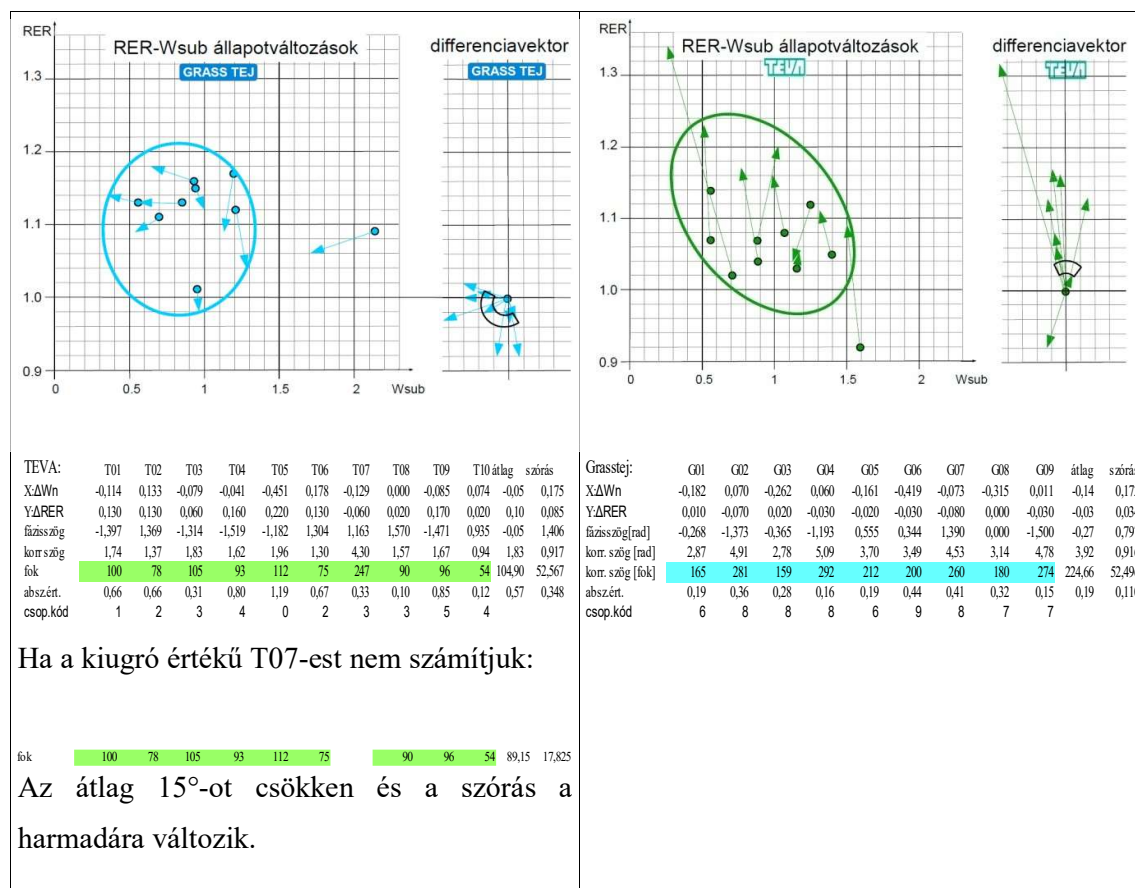 RER
RER-Wsub állapotváltozások
GRASS TEJ
1.3
1.2
1.1
1.0
0.9
0
0.5
1
1.5
2
Wsub
differenciavektor
GRASS TEJ
RER
RER-Wsub állapotváltozások
TEVA
1.3
1.2
1.1
1.0
0.9
0
0.5
1
1.5
2
Wsub
differenciavektor
TEVA
TEVA: T01 T02 T03 T04 T05 T06 T07 T08 T09 T10 átlag szórás
X:ΔWn -0,114 0,133 -0,079 -0,041 -0,451 0,178 -0,129 0,000 -0,085 0,074 -0,05 0,175
Y:ΔRER 0,130 0,130 0,060 0,160 0,220 0,130 -0,060 0,020 0,170 0,020 0,10 0,085
fázisszög -1,397 1,369 -1,314 -1,519 -1,182 1,304 1,163 1,570 -1,471 0,935 -0,05 1,406
korr szög 1,74 1,37 1,83 1,62 1,96 1,30 4,30 1,57 1,67 0,94 1,83 0,917
fok 100 78 105 93 112 75 247 90 96 54 104,90 52,567
absz.ért. 0,66 0,66 0,31 0,80 1,19 0,67 0,33 0,10 0,85 0,12 0,57 0,348
csop.kód 1 2 3 4 0 2 3 3 5 4
Ha a kiugró értékű T07-est nem számítjuk:
fok 100 78 105 93 112 75 90 96 54 89,15 17,825
Az átlag 15°-ot csökken és a szórás a
harmadára változik.
Grasstej: G01 G02 G03 G04 G05 G06 G07 G08 G09 átlag szórás
X:ΔWn -0,182 0,070 -0,262 0,060 -0,161 -0,419 -0,073 -0,315 0,011 -0,14 0,17
Y:ΔRER 0,010 -0,070 0,020 -0,030 -0,020 -0,030 -0,080 0,000 -0,030 -0,03 0,03
fázisszög[rad] -0,268 -1,373 -0,365 -1,193 0,555 0,344 1,390 0,000 -1,500 -0,27 0,79
korr. szög [rad] 2,87 4,91 2,78 5,09 3,70 3,49 4,53 3,14 4,78 3,92 0,91
korr. szög [fok] 165 281 159 292 212 200 260 180 274 224,66 52,49
absz.ért. 0,19 0,36 0,28 0,16 0,19 0,44 0,41 0,32 0,15 0,19 0,11
csop.kód 6 8 8 8 6 9 8 7 7